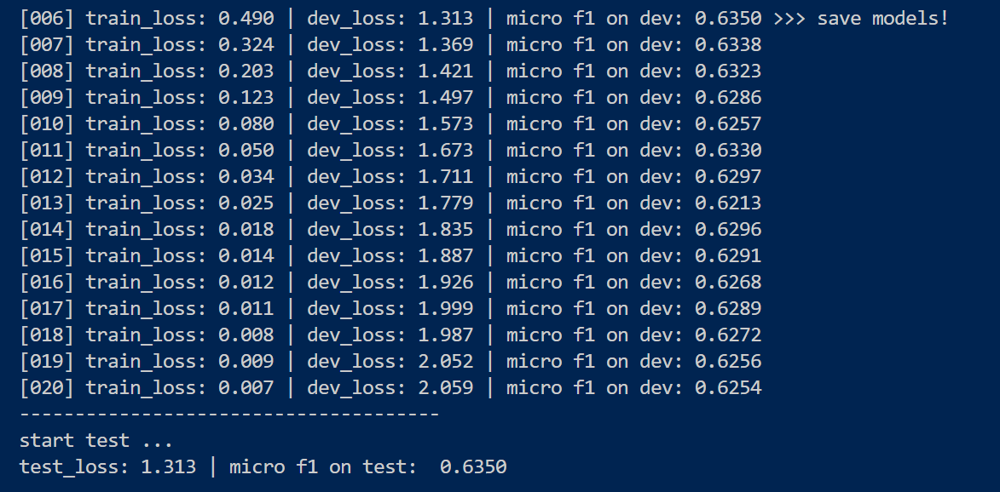 [006] train_loss: 0.490 | dev_loss: 1.313 | micro f1 on dev: 0.6350 >>> save models!
[007] train_loss: 0.324 | dev_loss: 1.369 | micro f1 on dev: 0.6338
[008] train_loss: 0.203 | dev_loss: 1.421 | micro f1 on dev: 0.6323
[009] train_loss: 0.123 | dev_loss: 1.497 | micro f1 on dev: 0.6286
[010] train_loss: 0.080 | dev_loss: 1.573 | micro f1 on dev: 0.6257
[011] train_loss: 0.050 | dev_loss: 1.673 | micro f1 on dev: 0.6330
[012] train_loss: 0.034 | dev_loss: 1.711 | micro f1 on dev: 0.6297
[013] train_loss: 0.025 | dev_loss: 1.779 | micro f1 on dev: 0.6213
[014] train_loss: 0.018 | dev_loss: 1.835 | micro f1 on dev: 0.6296
[015] train_loss: 0.014 | dev_loss: 1.887 | micro f1 on dev: 0.6291
[016] train_loss: 0.012 | dev_loss: 1.926 | micro f1 on dev: 0.6268
[017] train_loss: 0.011 | dev_loss: 1.999 | micro f1 on dev: 0.6289
[018] train_loss: 0.008 | dev_loss: 1.987 | micro f1 on dev: 0.6272
[019] train_loss: 0.009 | dev_loss: 2.052 | micro f1 on dev: 0.6256
[020] train_loss: 0.007 | dev_loss: 2.059 | micro f1 on dev: 0.6254
--------------------------------------
start test ...
test_loss: 1.313 | micro f1 on test:  0.6350